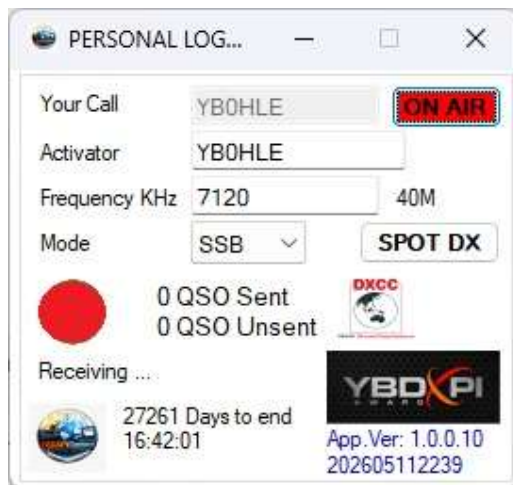 PERSONAL LOG...
Your Call YB0HLE ON AIR
Activator YB0HLE
Frequency KHz 7120 40M
Mode SSB SPOT DX
0 QSO Sent
0 QSO Unsent
DXCC
Receiving ...
YBDXPI
AWARD
27261 Days to end
16:42:01
App.Ver: 1.0.0.10
202605112239